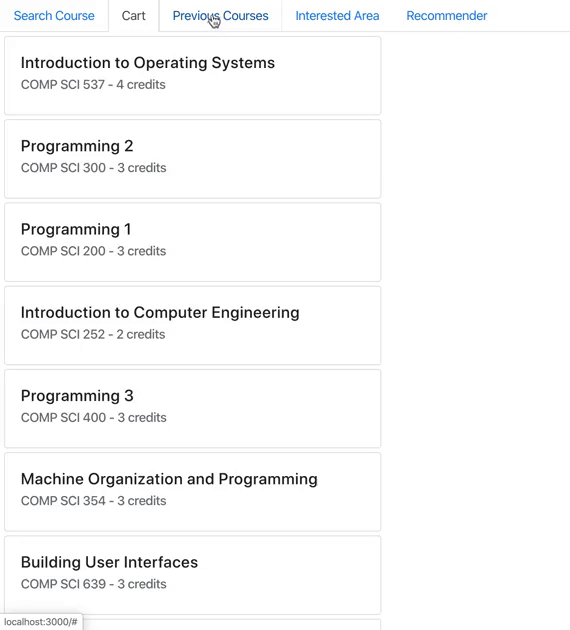 Search Course Cart Previous Courses Interested Area Recommender
Introduction to Operating Systems
COMP SCI 537 - 4 credits
Programming 2
COMP SCI 300 - 3 credits
Programming 1
COMP SCI 200 - 3 credits
Introduction to Computer Engineering
COMP SCI 252 - 2 credits
Programming 3
COMP SCI 400 - 3 credits
Machine Organization and Programming
COMP SCI 354 - 3 credits
Building User Interfaces
COMP SCI 639 - 3 credits
localhost:3000/#